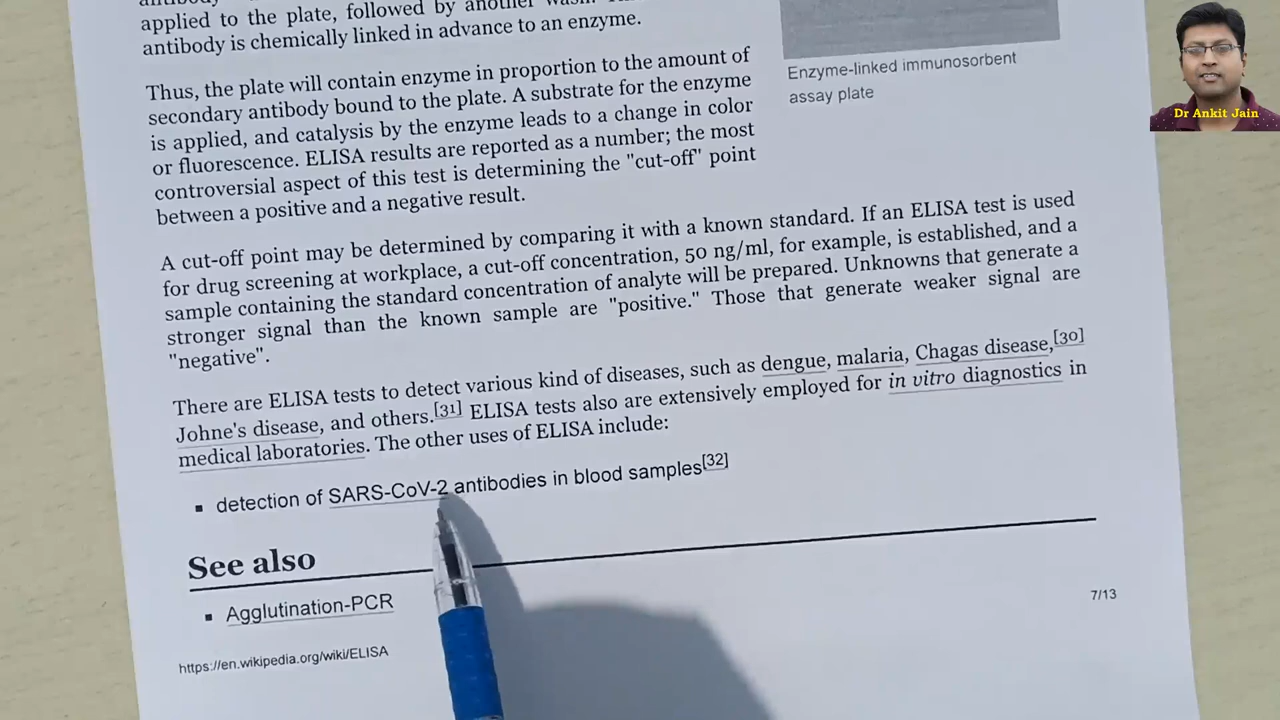 applied to the plate, followed by another wash.
antibody is chemically linked in advance to an enzyme.
Thus, the plate will contain enzyme in proportion to the amount of
secondary antibody bound to the plate. A substrate for the enzyme
is applied, and catalysis by the enzyme leads to a change in color
or fluorescence. ELISA results are reported as a number; the most
controversial aspect of this test is determining the "cut-off" point
between a positive and a negative result.
Enzyme-linked immunosorbent
assay plate
Dr Ankit Jain
A cut-off point may be determined by comparing it with a known standard. If an ELISA test is used
for drug screening at workplace, a cut-off concentration, 50 ng/ml, for example, is established, and a
sample containing the standard concentration of analyte will be prepared. Unknowns that generate a
stronger signal than the known sample are "positive." Those that generate weaker signal are
"negative".
There are ELISA tests to detect various kind of diseases, such as dengue, malaria, Chagas disease,[30]
Johne's disease, and others.[31] ELISA tests also are extensively employed for in vitro diagnostics in
medical laboratories. The other uses of ELISA include:
▪ detection of SARS-CoV-2 antibodies in blood samples[32]
See also
▪ Agglutination-PCR
7/13
https://en.wikipedia.org/wiki/ELISA